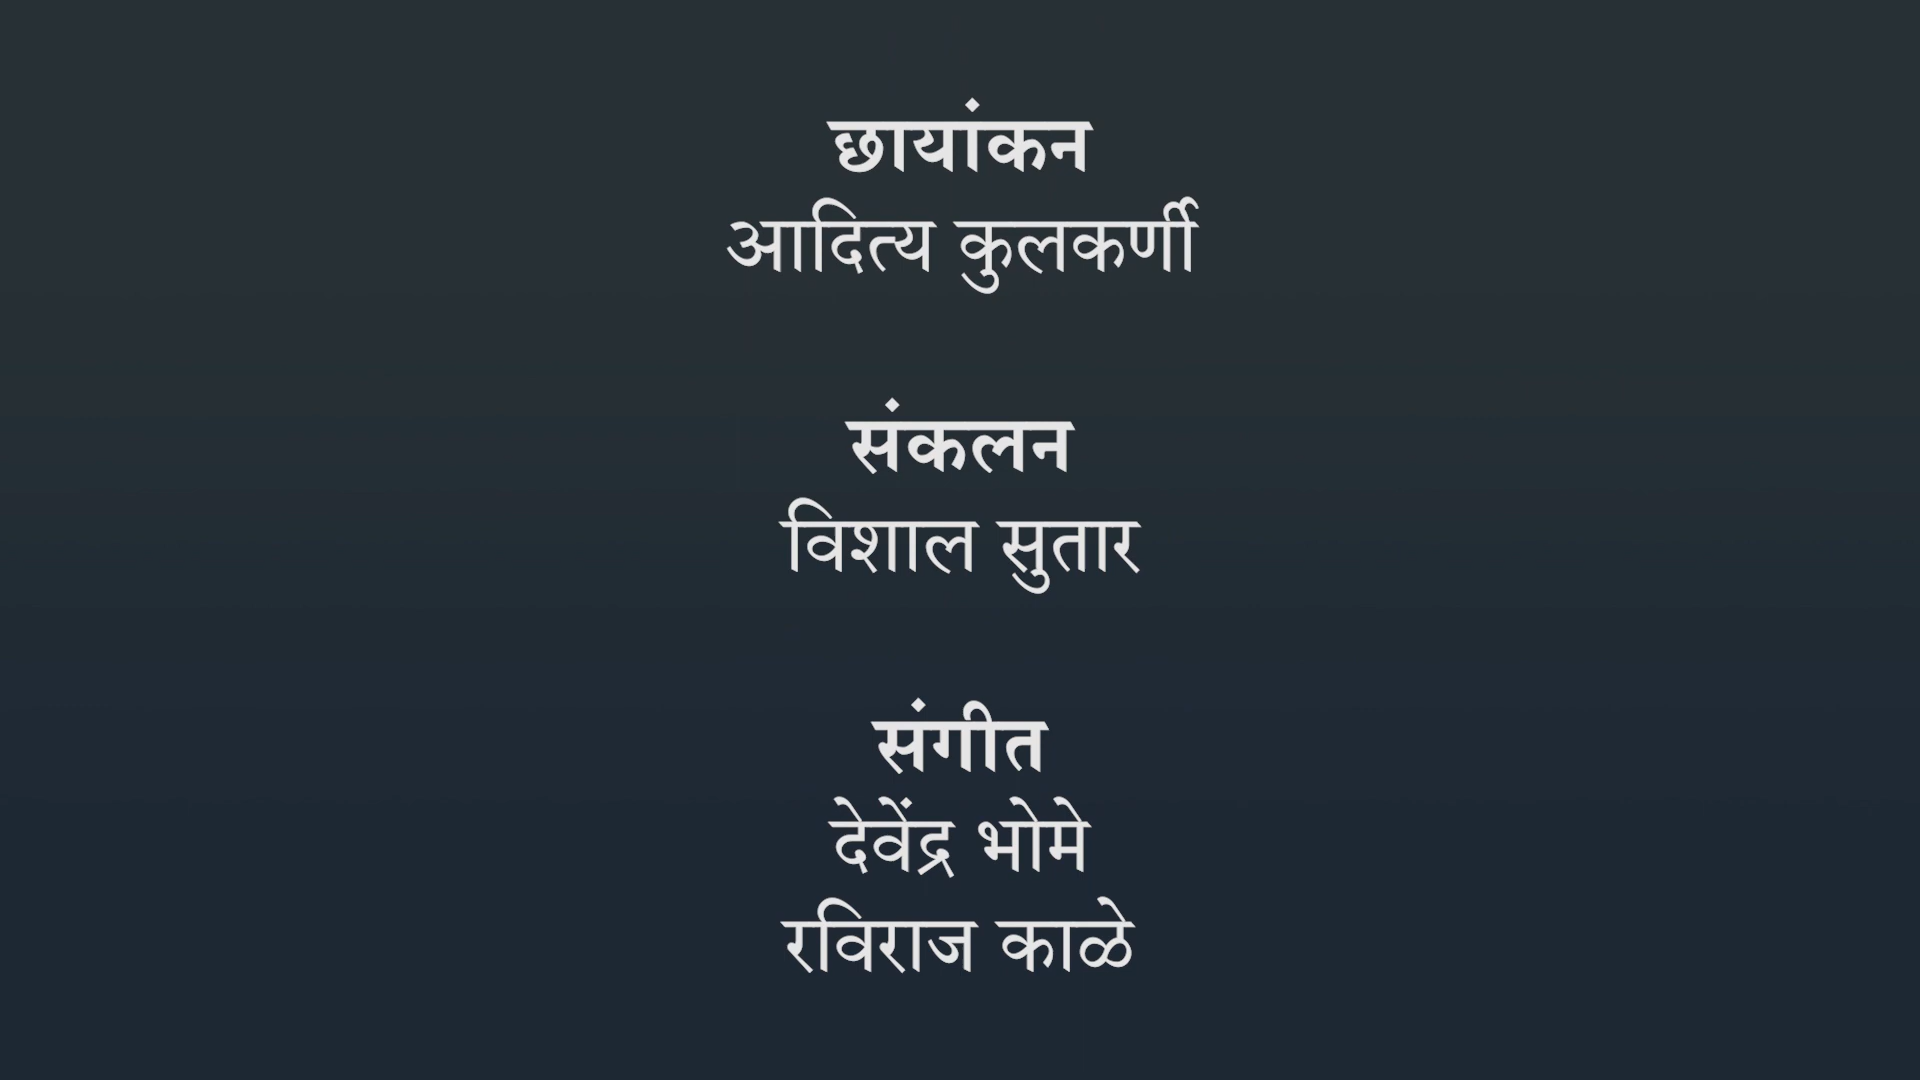 छायांकन
आदित्य कुलकर्णी
संकलन
विशाल सुतार
संगीत
देवेंद्र भोमे
रविराज काळे